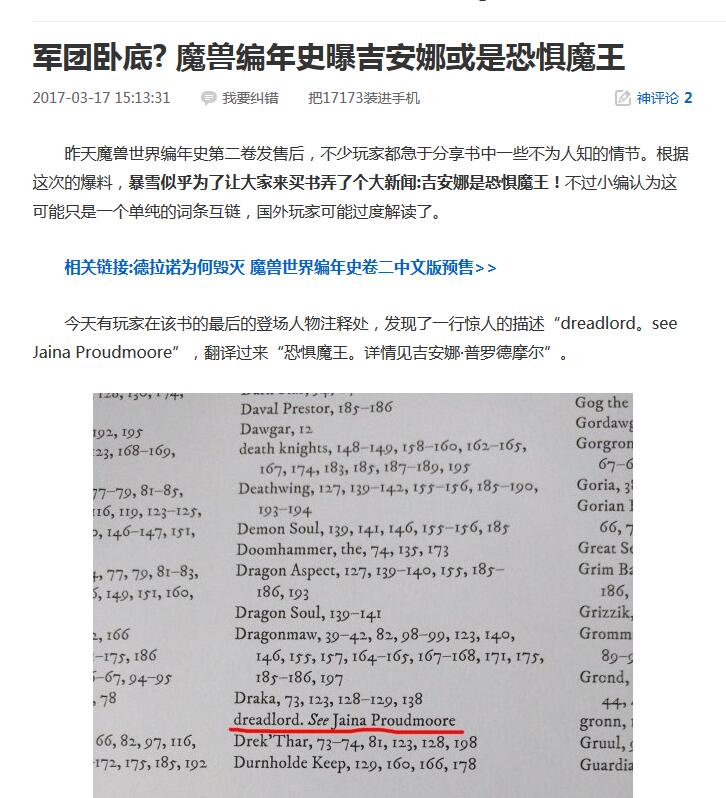 军团卧底? 魔兽编年史曝吉安娜或是恐惧魔王
2017-03-17 15:13:31 我要纠错 把17173装进手机 神评论 2
昨天魔兽世界编年史第二卷发售后，不少玩家都急于分享书中一些不为人知的情节。根据
这次的爆料，暴雪似乎为了让大家来买书弄了个大新闻:吉安娜是恐惧魔王！不过小编认为这
可能只是一个单纯的词条互链，国外玩家可能过度解读了。
相关链接:德拉诺为何毁灭 魔兽世界编年史卷二中文版预售>>
今天有玩家在该书的最后的登场人物注释处，发现了一行惊人的描述“dreadlord。see
Jaina Proudmoore”，翻译过来“恐惧魔王。详情见吉安娜·普罗德摩尔”。
192, 195
23, 168–169,
77–79, 81–85,
116, 119, 123–125,
, 146–147, 151,
, 77, 79, 81–83,
, 149, 151, 160,
, 166
–175, 186
–67, 94–95
, 78
66, 82, 97, 116,
–172, 175, 185, 192
Daval Prestor, 185–186
Dawgar, 12
death knights, 148–149, 158–160, 162–165,
167, 174, 183, 185, 187–189, 195
Deathwing, 127, 139–142, 155–156, 185–190,
193–194
Demon Soul, 139, 141, 146, 155–156, 185
Doomhammer, the, 74, 135, 173
Dragon Aspect, 127, 139–140, 155, 185–
186, 193
Dragon Soul, 139–141
Dragonmaw, 39–42, 82, 98–99, 123, 140,
146, 155, 157, 164–165, 167–168, 171, 175,
185–186, 197
Draka, 73, 123, 128–129, 138
dreadlord. See Jaina Proudmoore
Drek'Thar, 73–74, 81, 123, 128, 198
Durnholde Keep, 129, 160, 166, 178
Gog the
Gordawg
Gorgron
67–6
Goria, 3
Gorian
66, 7
Great Se
Grim Ba
186,
Grizzik,
Gromm
89–9
Grond,
44,
gronn,
Gruul,
Guardia